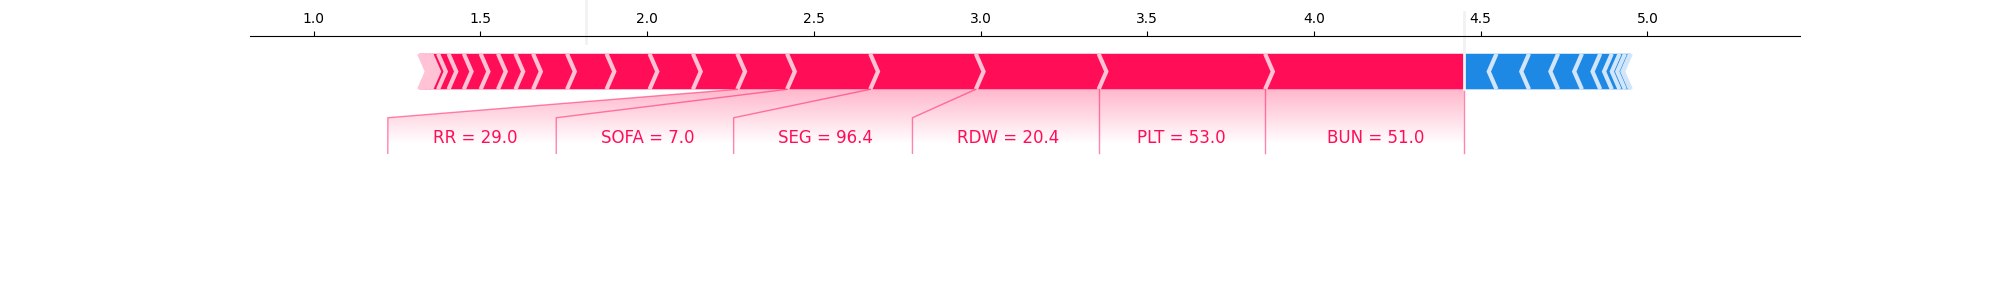 1.0 1.5 2.0 2.5 3.0 3.5 4.0 4.5 5.0
RR = 29.0 SOFA = 7.0 SEG = 96.4 RDW = 20.4 PLT = 53.0 BUN = 51.0